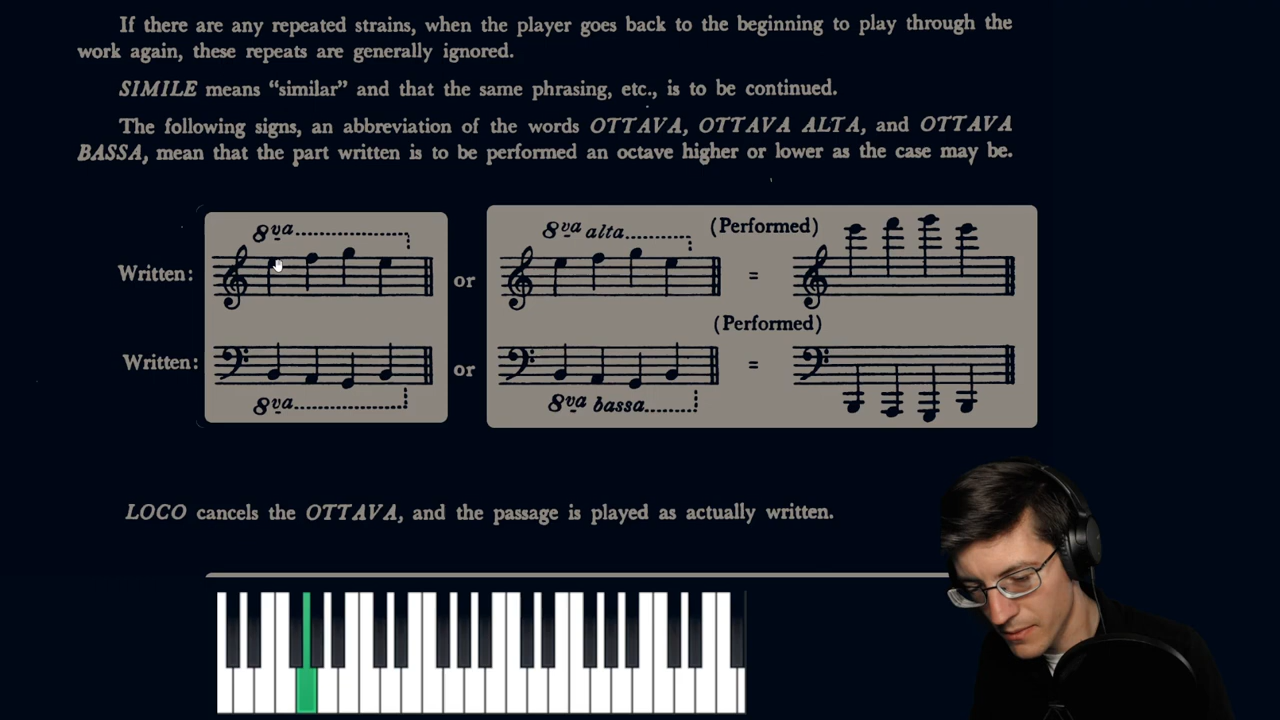 If there are any repeated strains, when the player goes back to the beginning to play through the
work again, these repeats are generally ignored.
SIMILE means “similar” and that the same phrasing, etc., is to be continued.
The following signs, an abbreviation of the words OTTAVA, OTTAVA ALTA, and OTTAVA
BASSA, mean that the part written is to be performed an octave higher or lower as the case may be.
8va
8va alta
(Performed)
Written:
or
=
(Performed)
Written:
or
=
8va
8va bassa
LOCO cancels the OTTAVA, and the passage is played as actually written.